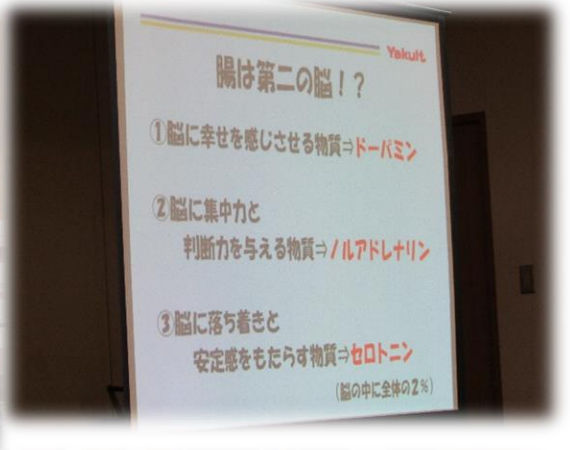 Yakult
腸は第二の脳！？
①脳に幸せを感じさせる物質⇒ドーパミン
②脳に集中力と
判断力を与える物質⇒ノルアドレナリン
③脳に落ち着きと
安定感をもたらす物質⇒セロトニン
（脳の中に全体の2％）